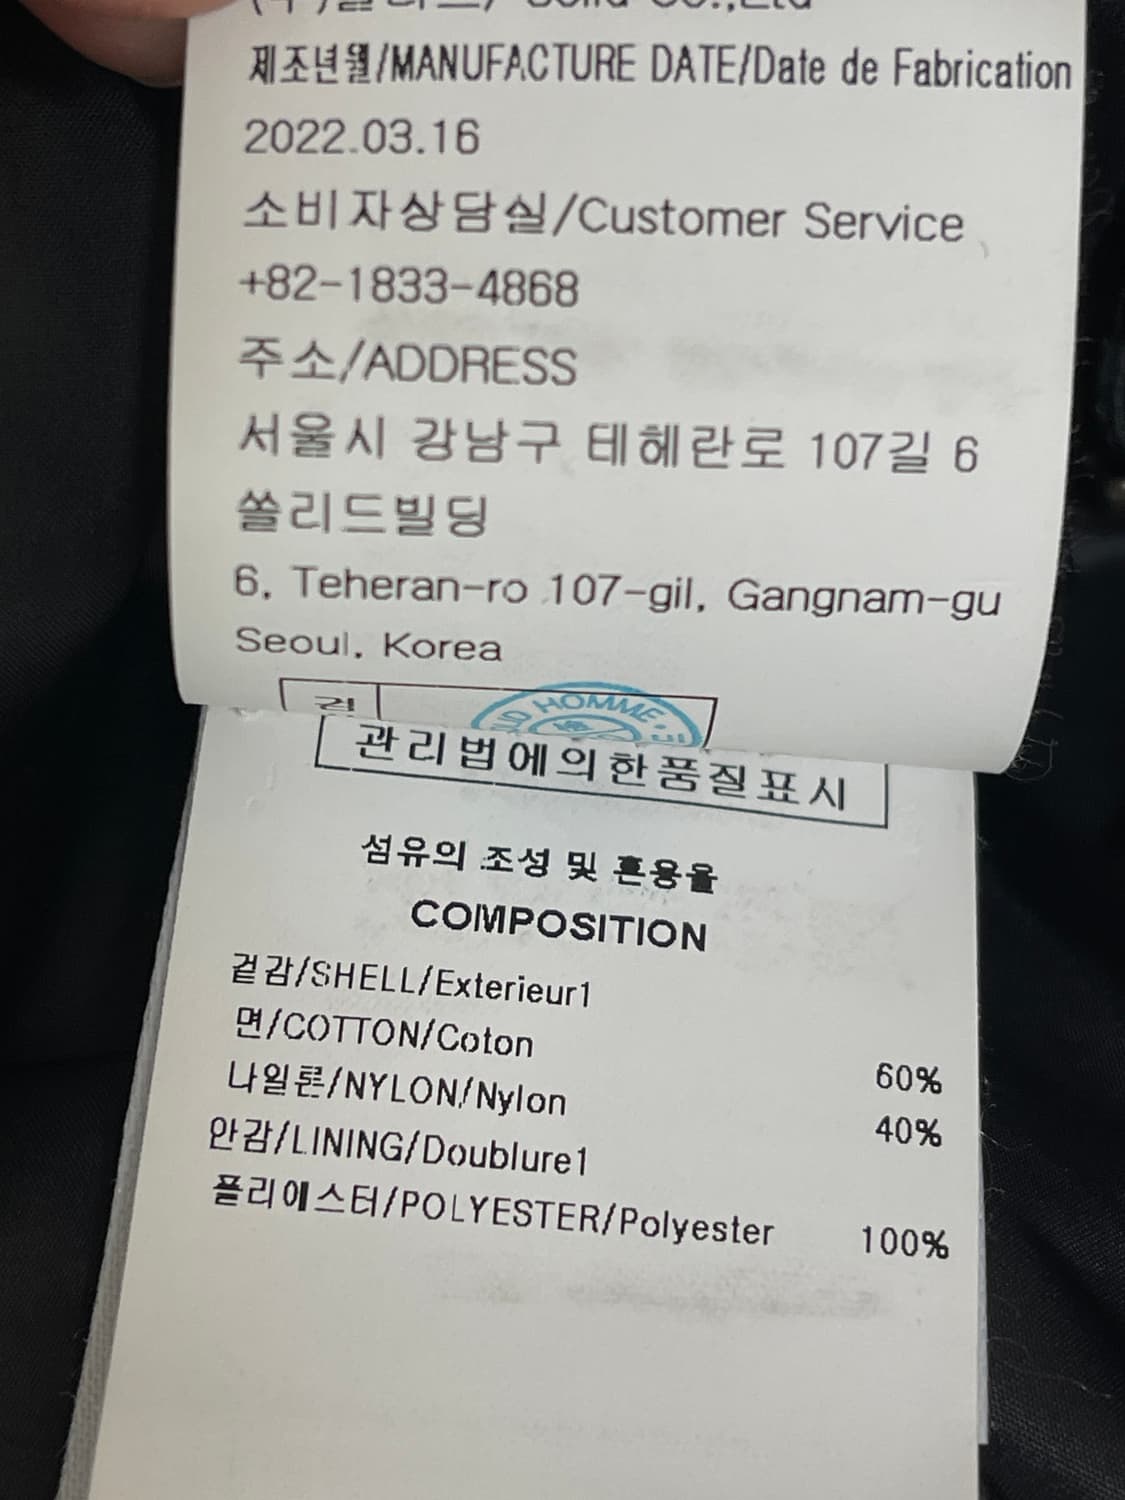 제조년월/MANUFACTURE DATE/Date de Fabrication
2022.03.16
소비자상담실/Customer Service
+82-1833-4868
주소/ADDRESS
서울시 강남구 테헤란로 107길 6
쏠리드빌딩
6, Teheran-ro 107-gil, Gangnam-gu
Seoul, Korea
HOMME
관리법에의한품질표시
섬유의 조성 및 혼용율
COMPOSITION
겉감/SHELL/Exterieur1
면/COTTON/Coton 60%
나일론/NYLON/Nylon 40%
안감/LINING/Doublure1
폴리에스터/POLYESTER/Polyester 100%